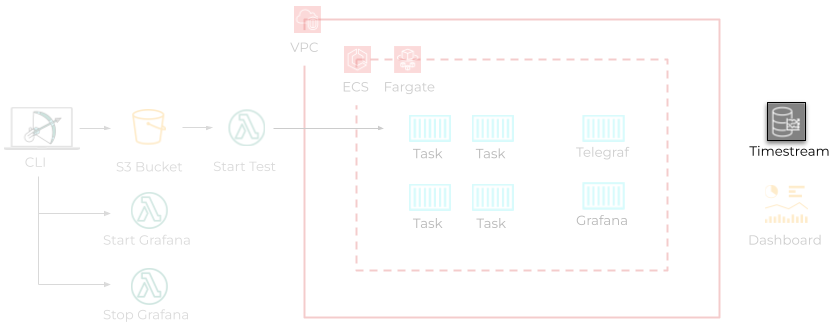 VPC
ECS
Fargate
CLI
S3 Bucket
Start Test
Task
Task
Telegraf
Timestream
Start Grafana
Task
Task
Grafana
Dashboard
Stop Grafana